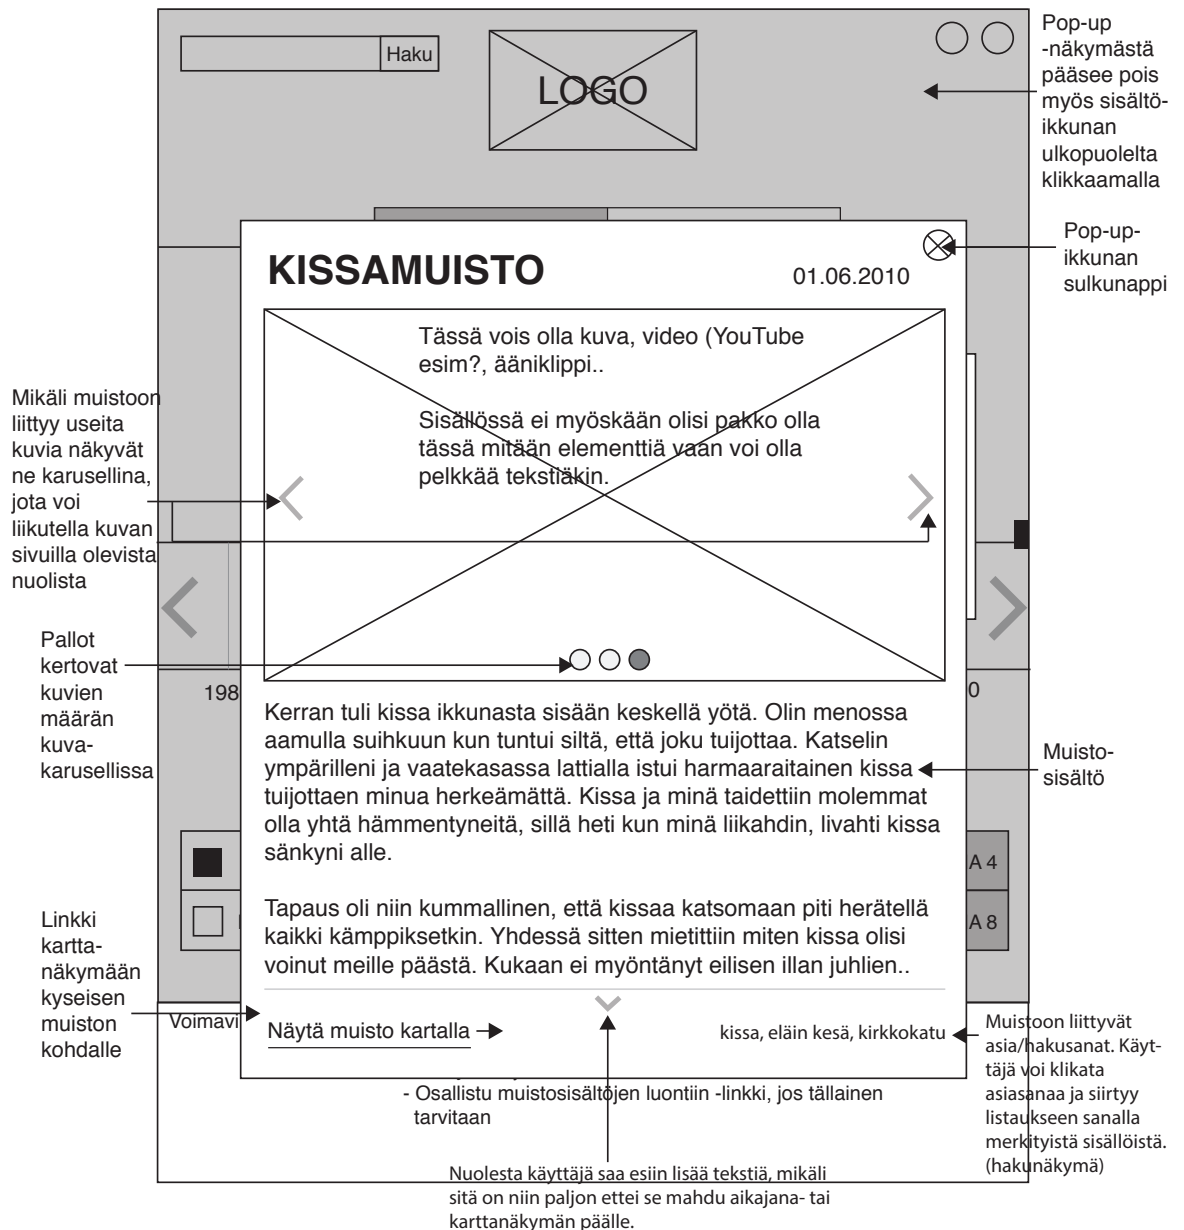 Haku
LOGO
Pop-up
-näkymästä
pääsee pois
myös sisältö-
ikkunan
ulkopuolelta
klikkaamalla
Pop-up-
ikkunan
sulkunappi
KISSAMUISTO
01.06.2010
Tässä vois olla kuva, video (YouTube
esim?, ääniklippi..
Sisällössä ei myöskään olisi pakko olla
tässä mitään elementtiä vaan voi olla
pelkkää tekstiäkin.
Mikäli muistoon
liittyy useita
kuvia näkyvät
ne karusellina,
jota voi
liikutella kuvan
sivuilla olevista
nuolista
Pallot
kertovat
kuvien
määrän
kuva-
karusellissa
198
0
Kerran tuli kissa ikkunasta sisään keskellä yötä. Olin menossa
aamulla suihkuun kun tuntui siltä, että joku tuijottaa. Katselin
ympärilleni ja vaatekasassa lattialla istui harmaaraitainen kissa
tuijottaen minua herkeämättä. Kissa ja minä taidettiin molemmat
olla yhtä hämmentyneitä, sillä heti kun minä liikahdin, livahti kissa
sänkyni alle.
Muisto-
sisältö
A 4
A 8
Tapaus oli niin kummallinen, että kissaa katsomaan piti herätellä
kaikki kämppiksetkin. Yhdessä sitten mietittiin miten kissa olisi
voinut meille päästä. Kukaan ei myöntänyt eilisen illan juhlien..
Linkki
kartta-
näkymään
kyseisen
muiston
kohdalle
Voimavi
Näytä muisto kartalla
kissa, eläin kesä, kirkkokatu
Muistoon liittyvät
asia/hakusanat. Käyt-
täjä voi klikata
asiasanaa ja siirtyy
listaukseen sanalla
merkityistä sisällöistä.
(hakunäkymä)
- Osallistu muistosisältöjen luontiin -linkki, jos tällainen
tarvitaan
Nuolesta käyttäjä saa esiin lisää tekstiä, mikäli
sitä on niin paljon ettei se mahdu aikajana- tai
karttanäkymän päälle.